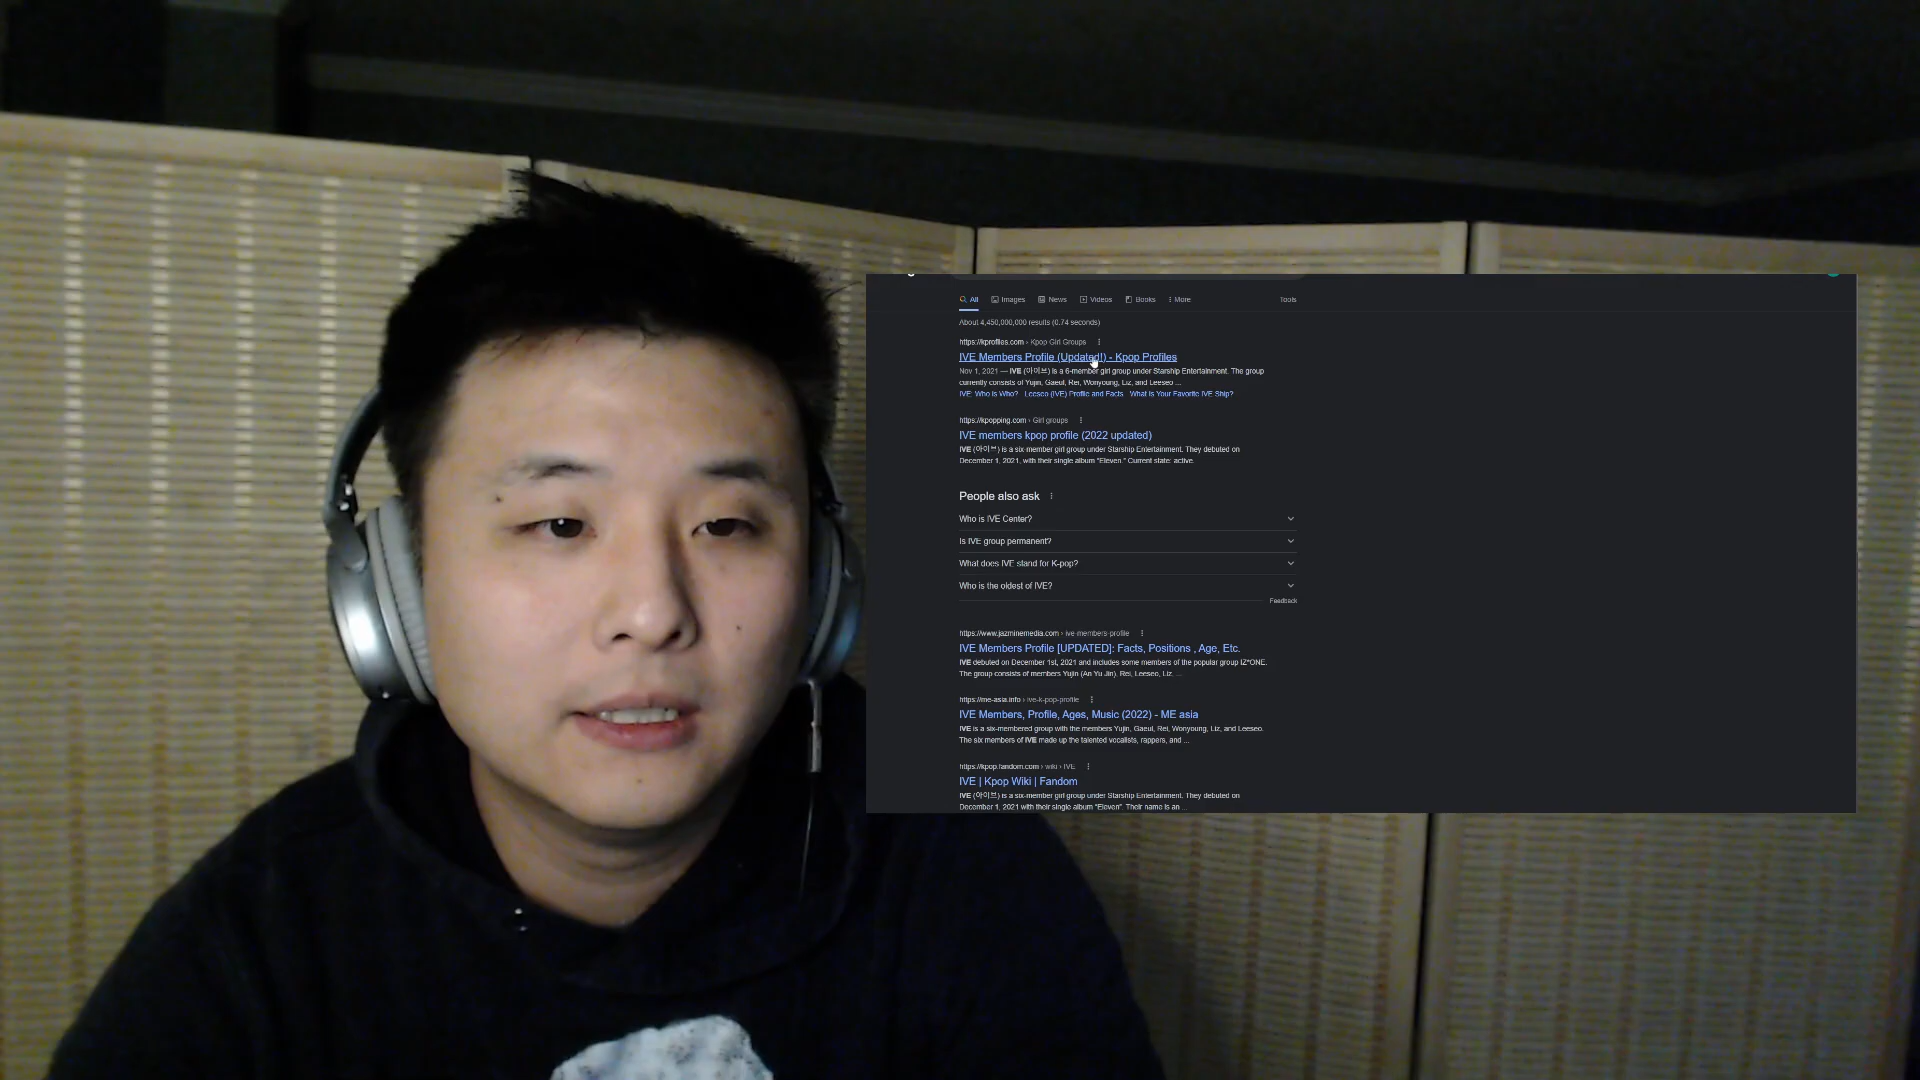 All Images News Videos Books More Tools
About 4,450,000,000 results (0.74 seconds)
https://kprofiles.com › Kpop Girl Groups
IVE Members Profile (Updated!) - Kpop Profiles
Nov 1, 2021 — IVE (아이브) is a 6-member girl group under Starship Entertainment. The group
currently consists of Yujin, Gaeul, Rei, Wonyoung, Liz, and Leeseo ...
IVE: Who is Who? Leeseo (IVE) Profile and Facts What Is Your Favorite IVE Ship?
https://kpopping.com › Girl groups
IVE members kpop profile (2022 updated)
IVE (아이브) is a six-member girl group under Starship Entertainment. They debuted on
December 1, 2021, with their single album "Eleven." Current state: active.
People also ask
Who is IVE Center?
Is IVE group permanent?
What does IVE stand for K-pop?
Who is the oldest of IVE?
Feedback
https://www.jazminemedia.com › ive-members-profile
IVE Members Profile [UPDATED]: Facts, Positions , Age, Etc.
IVE debuted on December 1st, 2021 and includes some members of the popular group IZ*ONE.
The group consists of members Yujin (An Yu Jin), Rei, Leeseo, Liz, ...
https://me-asia.info › ive-k-pop-profile
IVE Members, Profile, Ages, Music (2022) - ME asia
IVE is a six-membered group with the members Yujin, Gaeul, Rei, Wonyoung, Liz, and Leeseo.
The six members of IVE made up the talented vocalists, rappers, and ...
https://kpop.fandom.com › wiki › IVE
IVE | Kpop Wiki | Fandom
IVE (아이브) is a six-member girl group under Starship Entertainment. They debuted on
December 1, 2021 with their single album "Eleven". Their name is an ...